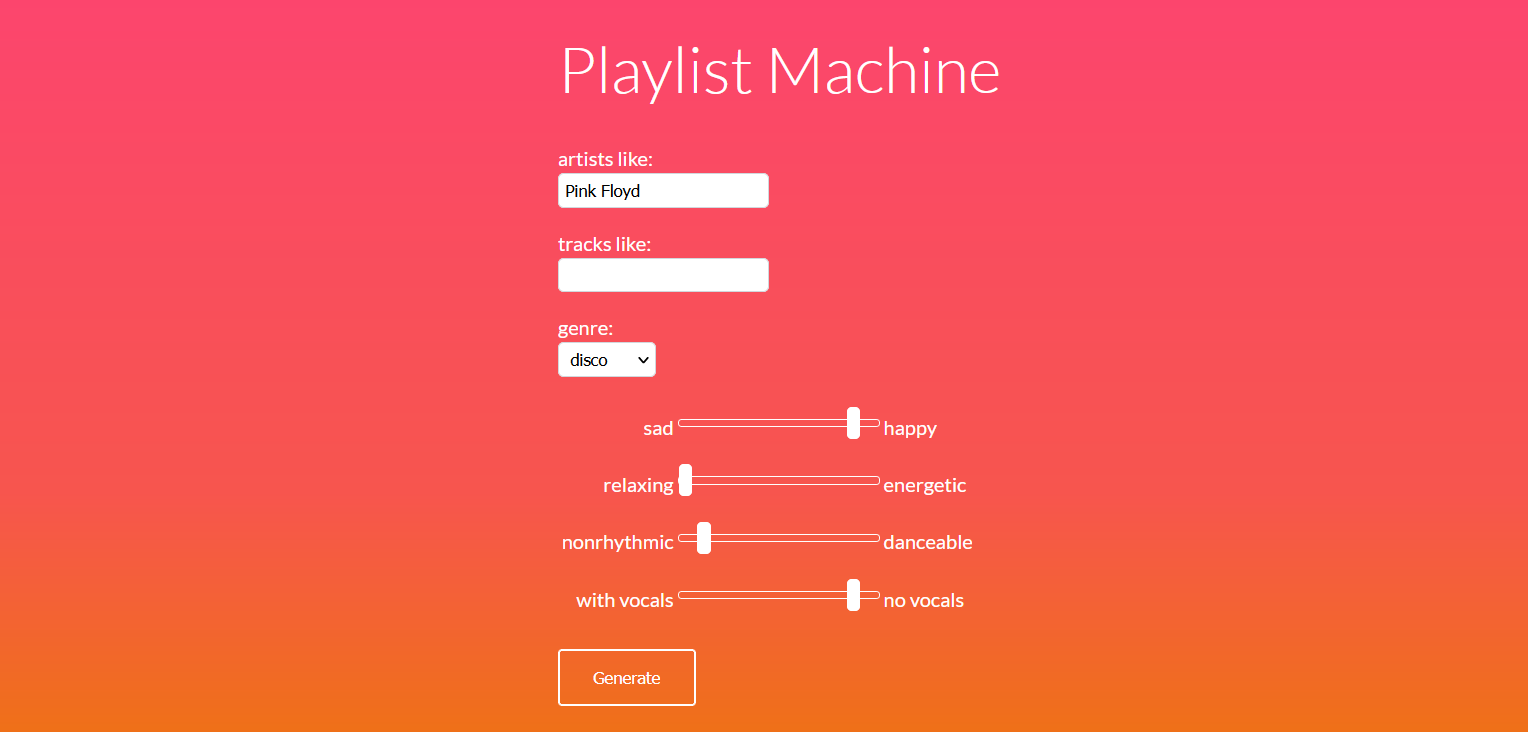 Playlist Machine
artists like:
Pink Floyd
tracks like:
genre:
disco
sad happy
relaxing energetic
nonrhythmic danceable
with vocals no vocals
Generate